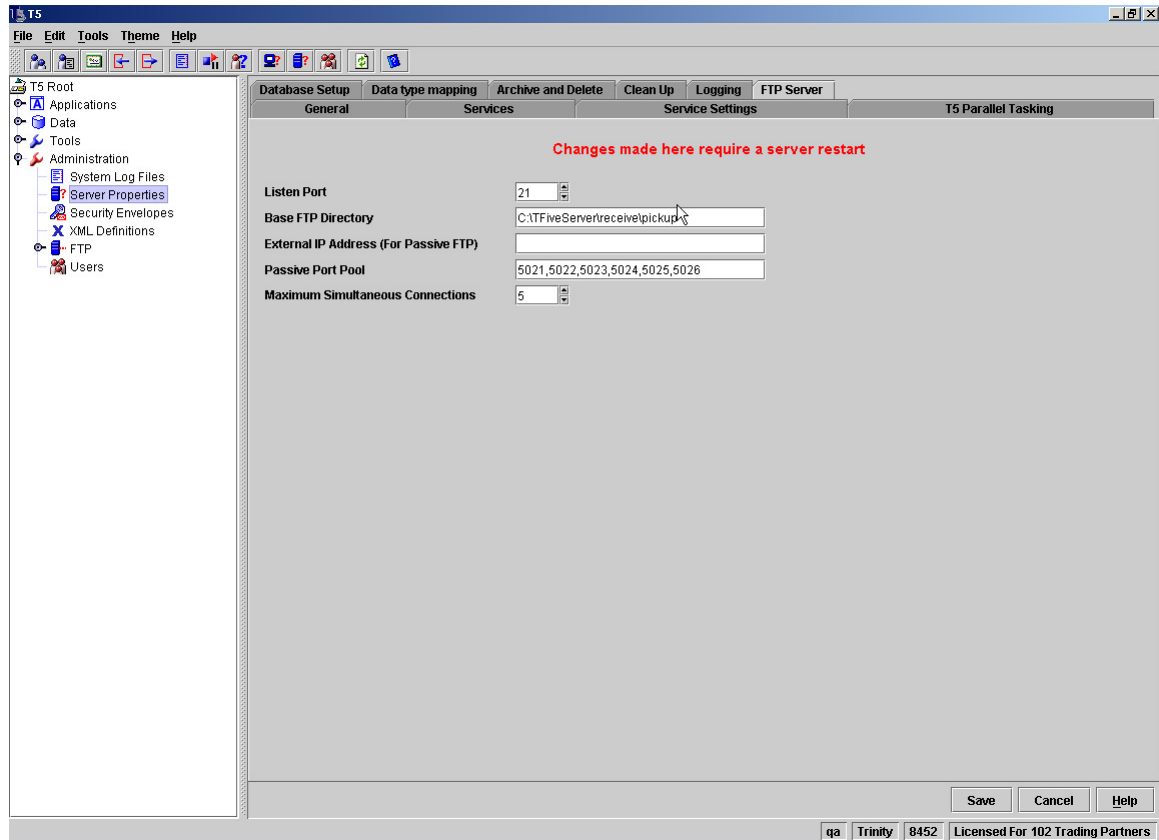 T5
File Edit Tools Theme Help
T5 Root
Applications
Data
Tools
Administration
System Log Files
Server Properties
Security Envelopes
XML Definitions
FTP
Users
Database Setup Data type mapping Archive and Delete Clean Up Logging FTP Server
General Services Service Settings T5 Parallel Tasking
Changes made here require a server restart
Listen Port 21
Base FTP Directory C:\TFiveServer\receive\pickup
External IP Address (For Passive FTP)
Passive Port Pool 5021,5022,5023,5024,5025,5026
Maximum Simultaneous Connections 5
Save Cancel Help
qa Trinity 8452 Licensed For 102 Trading Partners